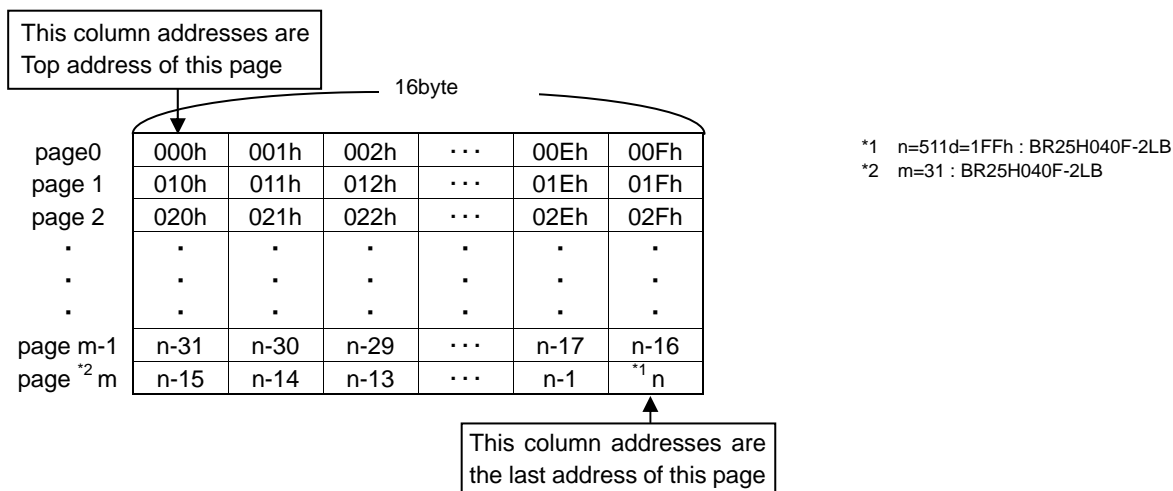 This column addresses are
Top address of this page
16byte
page0 000h 001h 002h ··· 00Eh 00Fh
page 1 010h 011h 012h ··· 01Eh 01Fh
page 2 020h 021h 022h ··· 02Eh 02Fh
· · · · · · ·
· · · · · · ·
· · · · · · ·
page m-1 n-31 n-30 n-29 ··· n-17 n-16
page *2 m n-15 n-14 n-13 ··· n-1 *1 n
This column addresses are
the last address of this page
*1 n=511d=1FFh : BR25H040F-2LB
*2 m=31 : BR25H040F-2LB